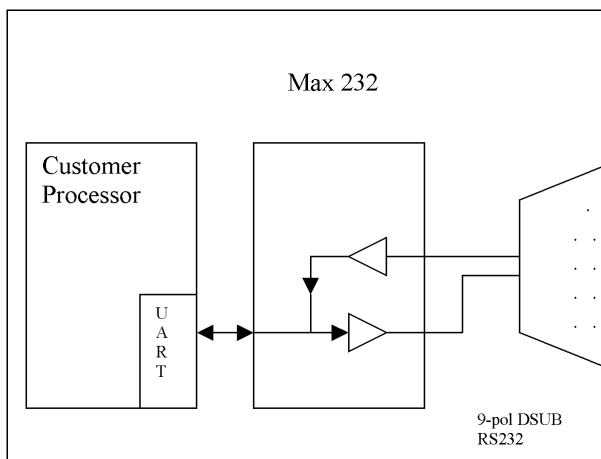 Max 232
Customer
Processor
U
A
R
T
9-pol DSUB
RS232